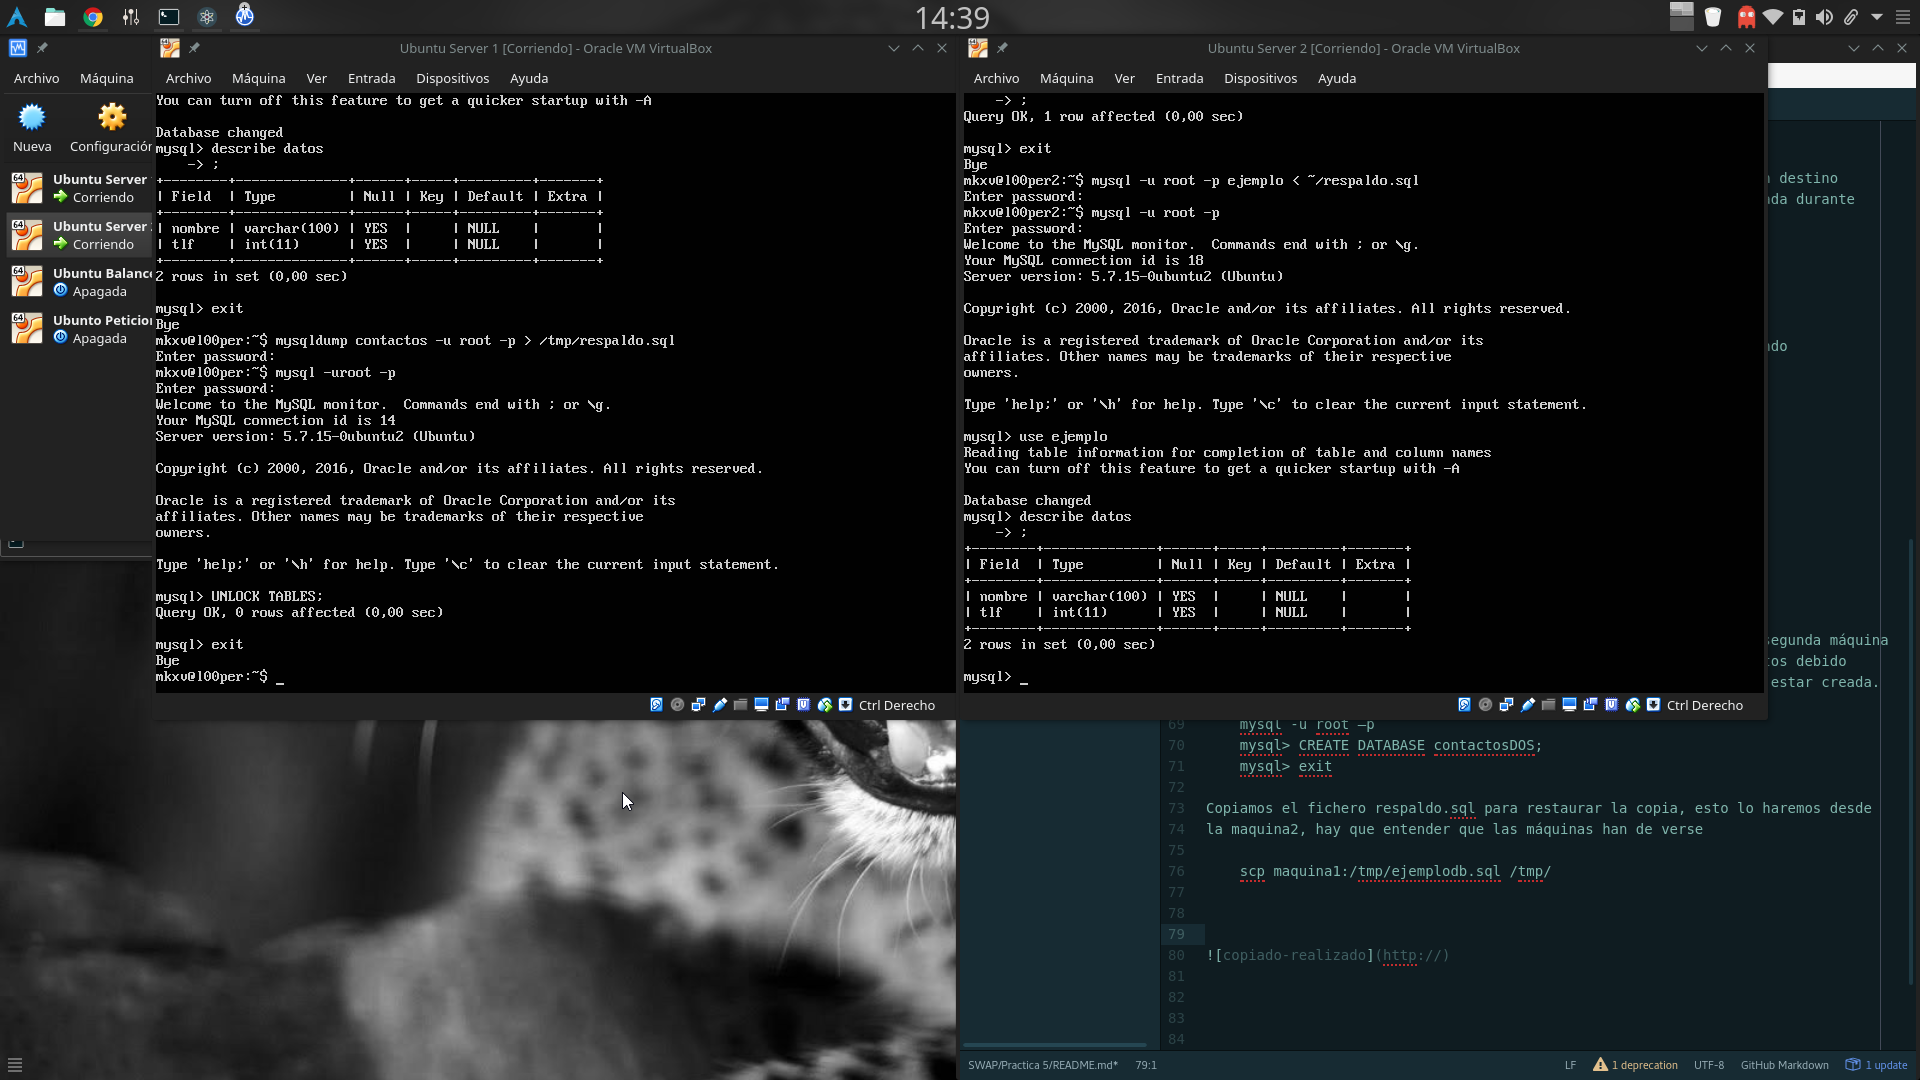 14:39
Archivo Máquina
Nueva Configuración
Ubuntu Server
Corriendo
Ubuntu Server
Corriendo
Ubuntu Balance
Apagada
Ubunto Peticion
Apagada
Ubuntu Server 1 [Corriendo] - Oracle VM VirtualBox
Archivo Máquina Ver Entrada Dispositivos Ayuda
You can turn off this feature to get a quicker startup with -A
Database changed
mysql> describe datos
    -> ;
+--------+--------------+------+-----+---------+-------+
| Field  | Type         | Null | Key | Default | Extra |
+--------+--------------+------+-----+---------+-------+
| nombre | varchar(100) | YES  |     | NULL    |       |
| tlf    | int(11)      | YES  |     | NULL    |       |
+--------+--------------+------+-----+---------+-------+
2 rows in set (0,00 sec)
mysql> exit
Bye
mkxv@l00per:~$ mysqldump contactos -u root -p > /tmp/respaldo.sql
Enter password:
mkxv@l00per:~$ mysql -uroot -p
Enter password:
Welcome to the MySQL monitor.  Commands end with ; or \g.
Your MySQL connection id is 14
Server version: 5.7.15-0ubuntu2 (Ubuntu)
Copyright (c) 2000, 2016, Oracle and/or its affiliates. All rights reserved.
Oracle is a registered trademark of Oracle Corporation and/or its
affiliates. Other names may be trademarks of their respective
owners.
Type 'help;' or '\h' for help. Type '\c' to clear the current input statement.
mysql> UNLOCK TABLES;
Query OK, 0 rows affected (0,00 sec)
mysql> exit
Bye
mkxv@l00per:~$ _
Ctrl Derecho
Ubuntu Server 2 [Corriendo] - Oracle VM VirtualBox
Archivo Máquina Ver Entrada Dispositivos Ayuda
    -> ;
Query OK, 1 row affected (0,00 sec)
mysql> exit
Bye
mkxv@l00per2:~$ mysql -u root -p ejemplo < ~/respaldo.sql
Enter password:
mkxv@l00per2:~$ mysql -u root -p
Enter password:
Welcome to the MySQL monitor.  Commands end with ; or \g.
Your MySQL connection id is 18
Server version: 5.7.15-0ubuntu2 (Ubuntu)
Copyright (c) 2000, 2016, Oracle and/or its affiliates. All rights reserved.
Oracle is a registered trademark of Oracle Corporation and/or its
affiliates. Other names may be trademarks of their respective
owners.
Type 'help;' or '\h' for help. Type '\c' to clear the current input statement.
mysql> use ejemplo
Reading table information for completion of table and column names
You can turn off this feature to get a quicker startup with -A
Database changed
mysql> describe datos
    -> ;
+--------+--------------+------+-----+---------+-------+
| Field  | Type         | Null | Key | Default | Extra |
+--------+--------------+------+-----+---------+-------+
| nombre | varchar(100) | YES  |     | NULL    |       |
| tlf    | int(11)      | YES  |     | NULL    |       |
+--------+--------------+------+-----+---------+-------+
2 rows in set (0,00 sec)
mysql> _
Ctrl Derecho
destino
durante
segunda máquina
debido
estar creada.
69 mysql -u root –p
70 mysql> CREATE DATABASE contactosDOS;
71 mysql> exit
72
73 Copiamos el fichero respaldo.sql para restaurar la copia, esto lo haremos desde
74 la maquina2, hay que entender que las máquinas han de verse
75
76 scp maquina1:/tmp/ejemplodb.sql /tmp/
77
78
79
80 ![copiado-realizado](http://)
81
82
83
84
SWAP/Practica 5/README.md* 79:1 LF 1 deprecation UTF-8 GitHub Markdown 1 update